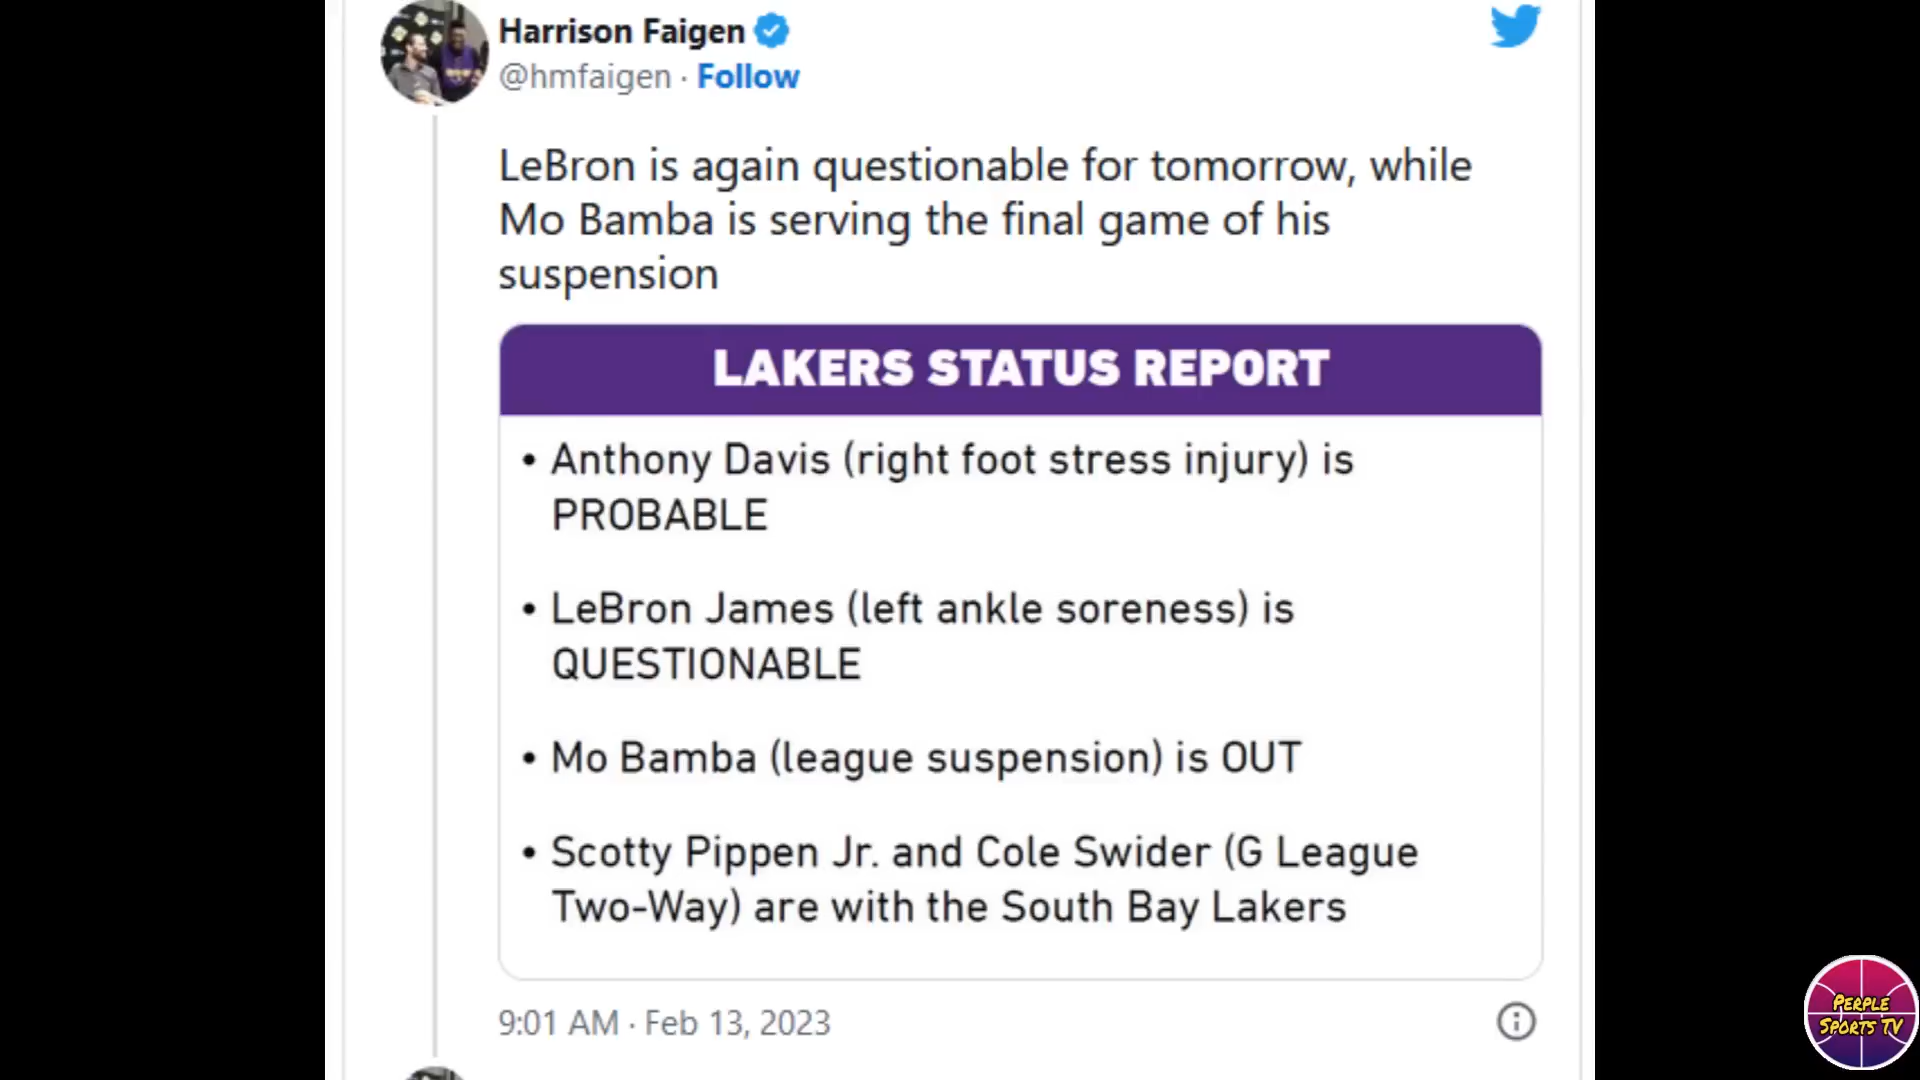 Harrison Faigen
@hmfaigen · Follow
LeBron is again questionable for tomorrow, while
Mo Bamba is serving the final game of his
suspension
LAKERS STATUS REPORT
• Anthony Davis (right foot stress injury) is
PROBABLE
• LeBron James (left ankle soreness) is
QUESTIONABLE
• Mo Bamba (league suspension) is OUT
• Scotty Pippen Jr. and Cole Swider (G League
Two-Way) are with the South Bay Lakers
9:01 AM · Feb 13, 2023
PERPLE
SPORTS TV